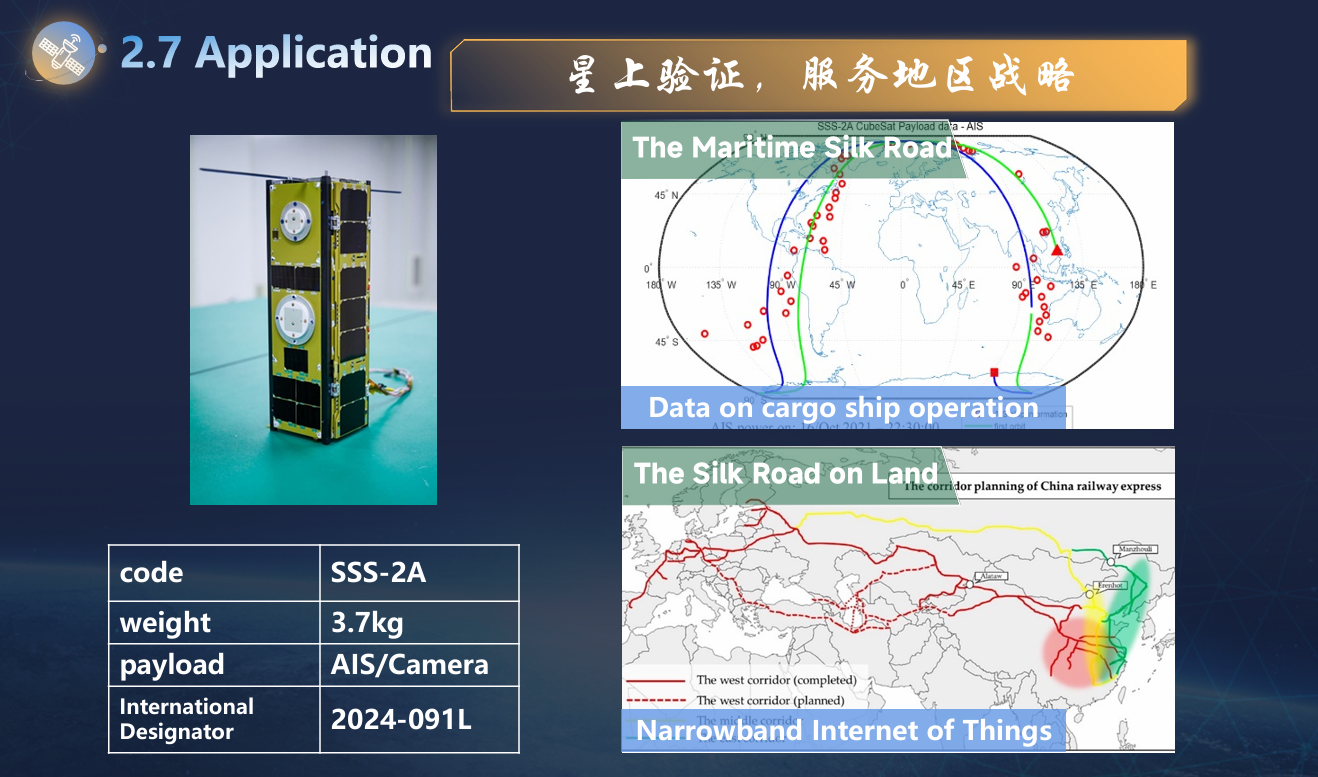 2.7 Application
星上验证，服务地区战略
SSS-2A CubeSat Payload data - AIS
The Maritime Silk Road
45° N
0°
180° W
135° W
90° W
45° W
0°
45° E
90° E
135° E
180° E
45° S
Data on cargo ship operation
AIS power on: 16/Oct 2021 22:30:00
first orbit
The Silk Road on Land
The corridor planning of China railway express
Manzhouli
Erenhot
Alataw
The west corridor (completed)
The west corridor (planned)
The middle corridor
Narrowband Internet of Things
code
SSS-2A
weight
3.7kg
payload
AIS/Camera
International
Designator
2024-091L